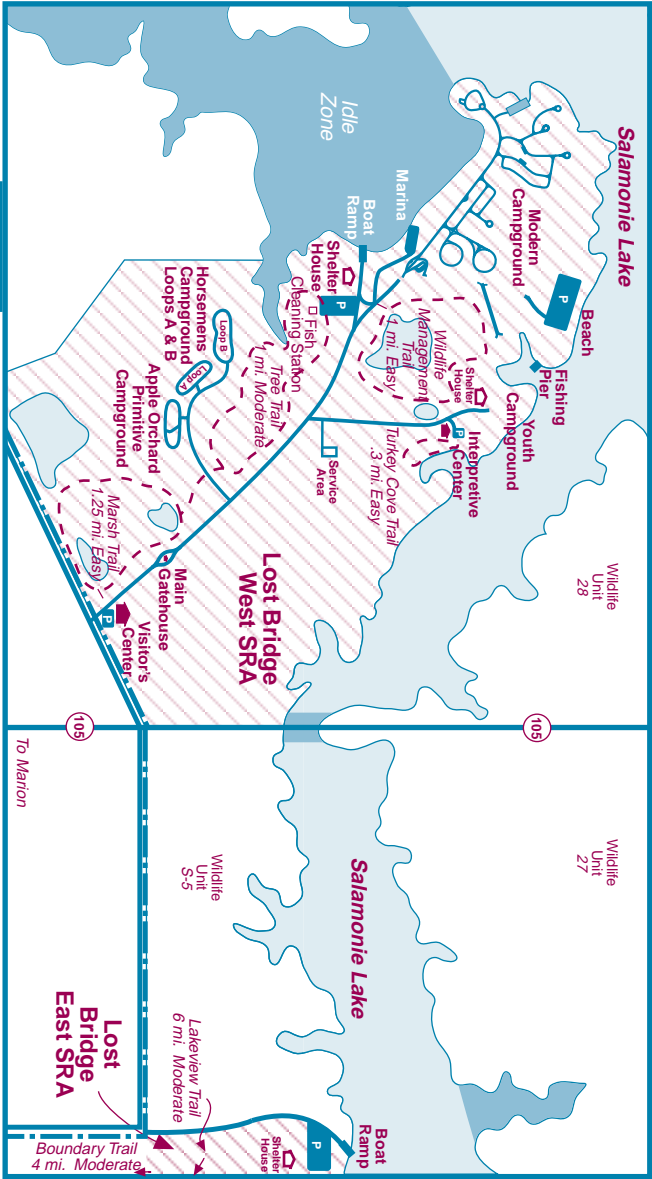 Salamonie Lake
Idle
Zone
Modern
Campground
P
Beach
Marina
Boat
Ramp
Fishing
Pier
Shelter
House
P
Fish
Cleaning Station
Wildlife
Management
Trail
1 mi. Easy
Shelter
House
Youth
Campground
P
Interpretive
Center
Turkey Cove Trail
.3 mi. Easy
Service
Area
Tree Trail
1 mi. Moderate
Horsemens
Campground
Loops A & B
Loop B
Loop A
Apple Orchard
Primitive
Campground
Marsh Trail
1.25 mi. Easy
Main
Gatehouse
P
Visitor's
Center
Lost Bridge
West SRA
Wildlife
Unit
28
105
105
To Marion
Wildlife
Unit
27
Wildlife
Unit
S-5
Salamonie Lake
Lost
Bridge
East SRA
Lakeview Trail
6 mi. Moderate
Boat
Ramp
P
Shelter
House
Boundary Trail
4 mi. Moderate